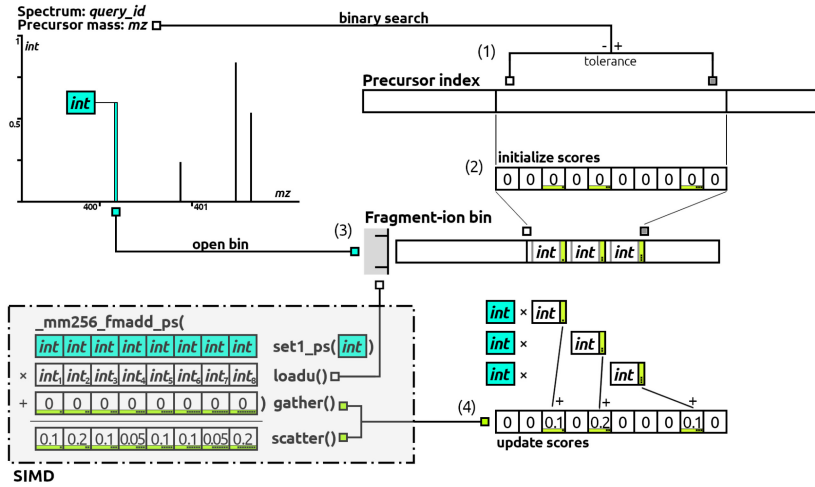 Spectrum: query_id
Precursor mass: mz
binary search
int
1
(1)
- +
tolerance
Precursor index
int
0.5
(2)
initialize scores
0 0 0 0 0 0 0 0 0 0
mz
400
401
Fragment-ion bin
(3)
open bin
int int int
_mm256_fmadd_ps(
int int int int int int int int
set1_ps( int )
× int1 int2 int3 int4 int5 int6 int7 int8
loadu()
+ 0 0 0 0 0 0 0 0 )
gather()
0.1 0.2 0.1 0.05 0.1 0.1 0.05 0.2
scatter()
SIMD
int × int
int × int
int × int
+ + +
(4)
0 0 0.1 0 0.2 0 0 0 0.1 0
update scores